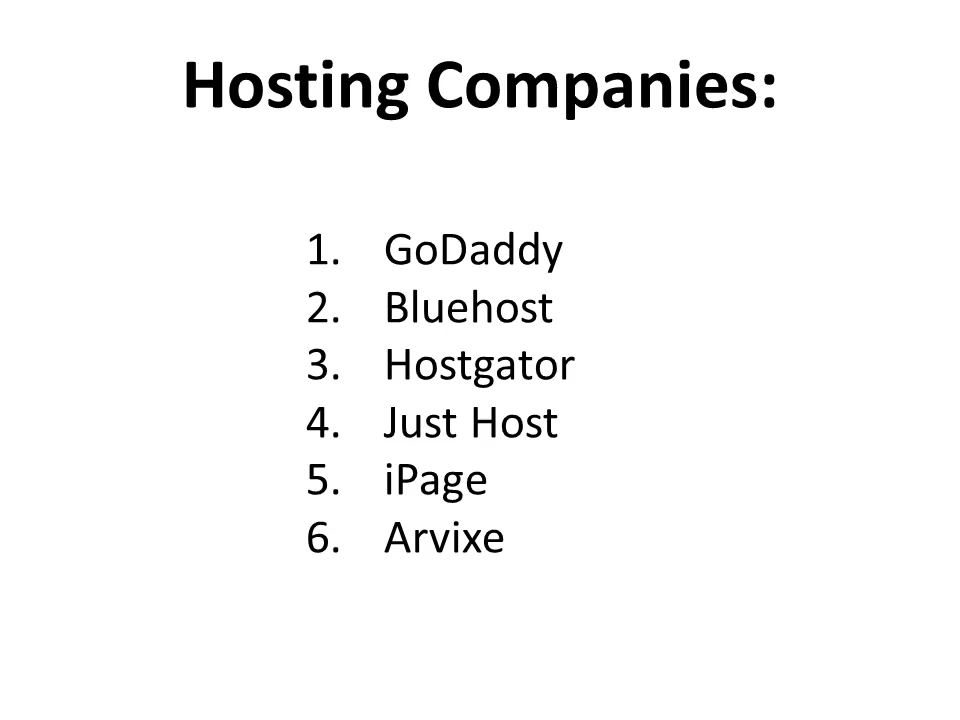 Hosting Companies:
1. GoDaddy
2. Bluehost
3. Hostgator
4. Just Host
5. iPage
6. Arvixe